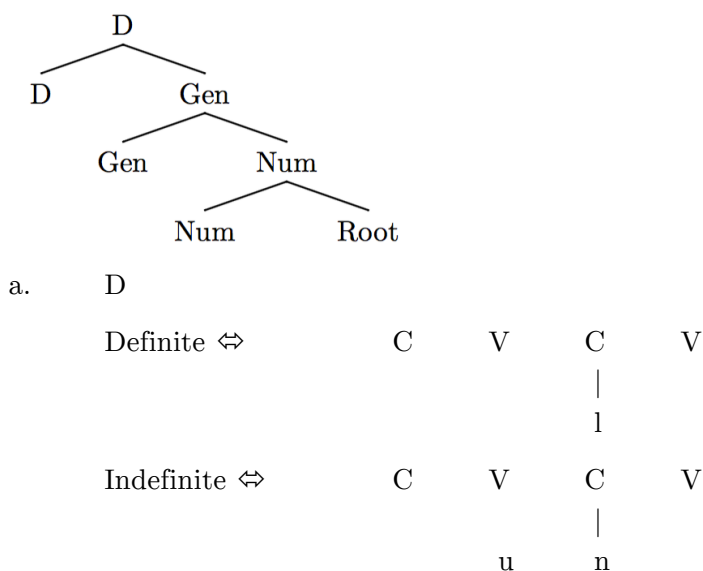 D
D Gen
Gen Num
Num Root
a. D
Definite ⇔ C V C V
|
l
Indefinite ⇔ C V C V
|
u n